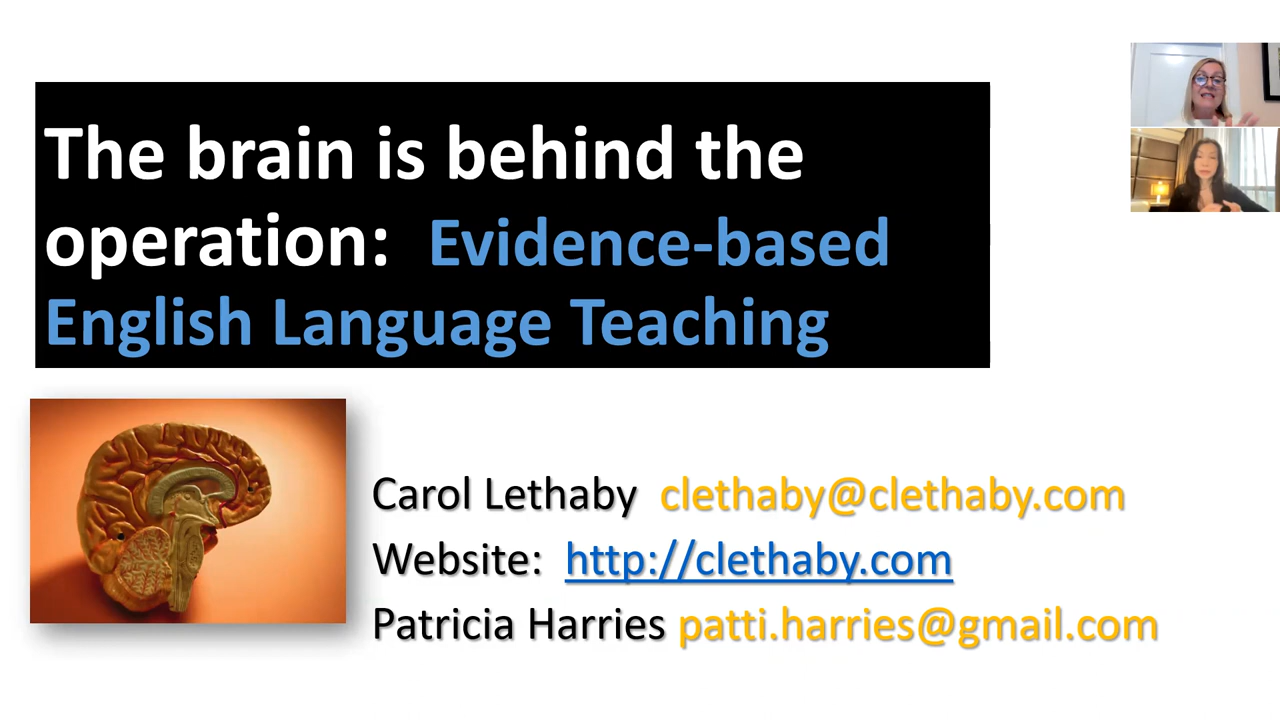 The brain is behind the
operation: Evidence-based
English Language Teaching
Carol Lethaby clethaby@clethaby.com
Website: http://clethaby.com
Patricia Harries patti.harries@gmail.com